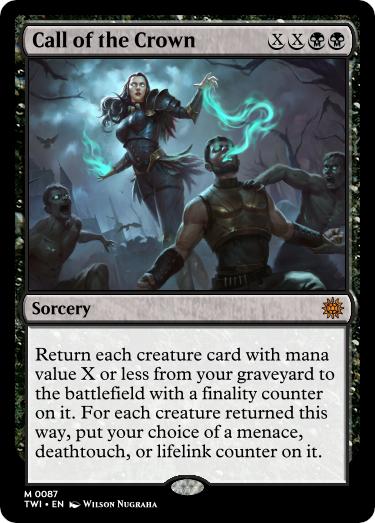 Call of the Crown XXBB
Sorcery
Return each creature card with mana
value X or less from your graveyard to
the battlefield with a finality counter
on it. For each creature returned this
way, put your choice of a menace,
deathtouch, or lifelink counter on it.
M 0087
TWI • EN Wilson Nugraha